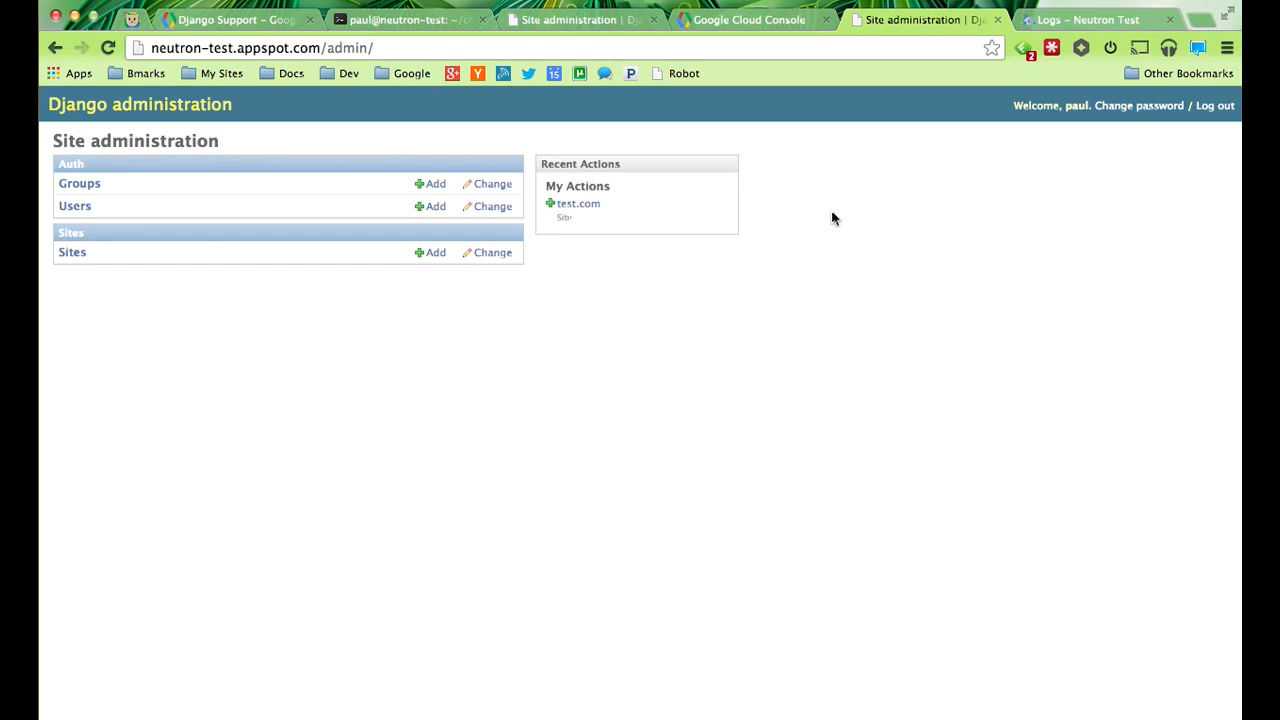 Django Support - Goo
paul@neutron-test: ~/c
Site administration | Dj
Google Cloud Console
Site administration | Dj
Logs - Neutron Test
neutron-test.appspot.com/admin/
2
Apps Bmarks My Sites Docs Dev Google g+ Y 15 P Robot Other Bookmarks
Django administration
Welcome, paul. Change password / Log out
Site administration
Auth
Groups Add Change
Users Add Change
Sites
Sites Add Change
Recent Actions
My Actions
test.com
Site